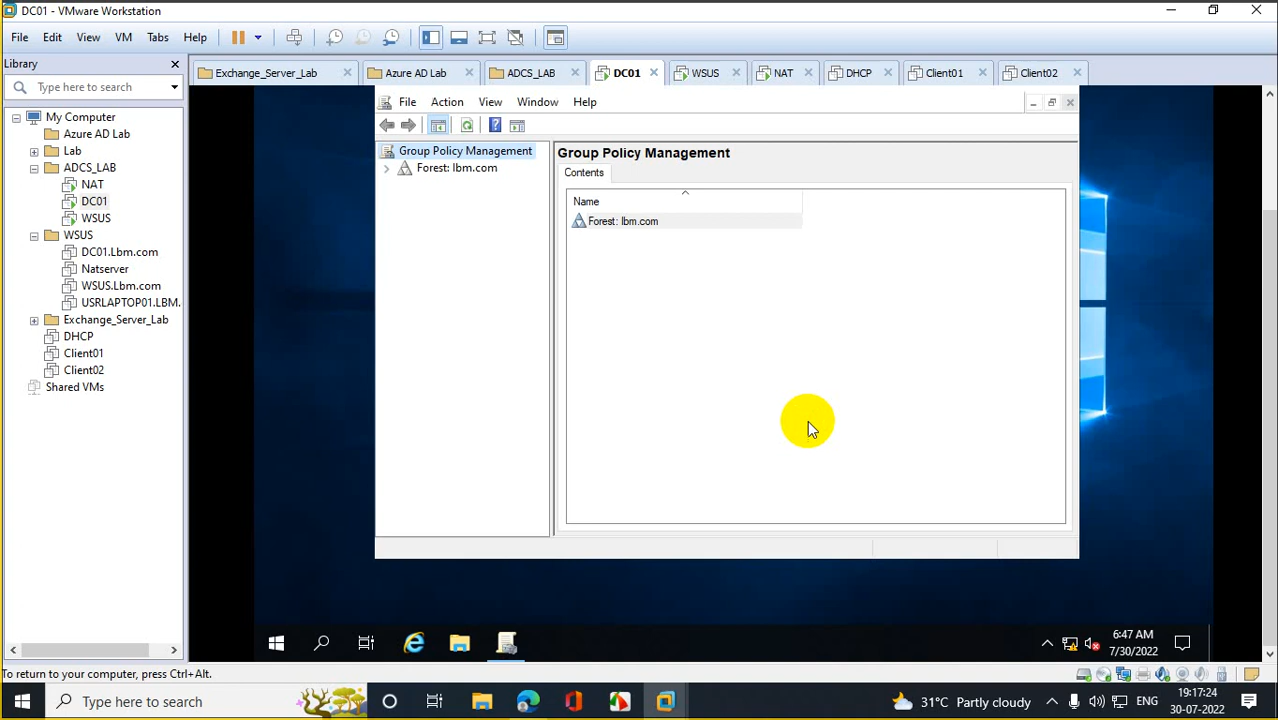 DC01 - VMware Workstation
File Edit View VM Tabs Help
Library
Type here to search
My Computer
Azure AD Lab
Lab
ADCS_LAB
NAT
DC01
WSUS
WSUS
DC01.Lbm.com
Natserver
WSUS.Lbm.com
USRLAPTOP01.LBM.
Exchange_Server_Lab
DHCP
Client01
Client02
Shared VMs
Exchange_Server_Lab Azure AD Lab ADCS_LAB DC01 WSUS NAT DHCP Client01 Client02
File Action View Window Help
Group Policy Management
Forest: lbm.com
Group Policy Management
Contents
Name
Forest: lbm.com
6:47 AM
7/30/2022
To return to your computer, press Ctrl+Alt.
Type here to search
31°C Partly cloudy
ENG
19:17:24
30-07-2022